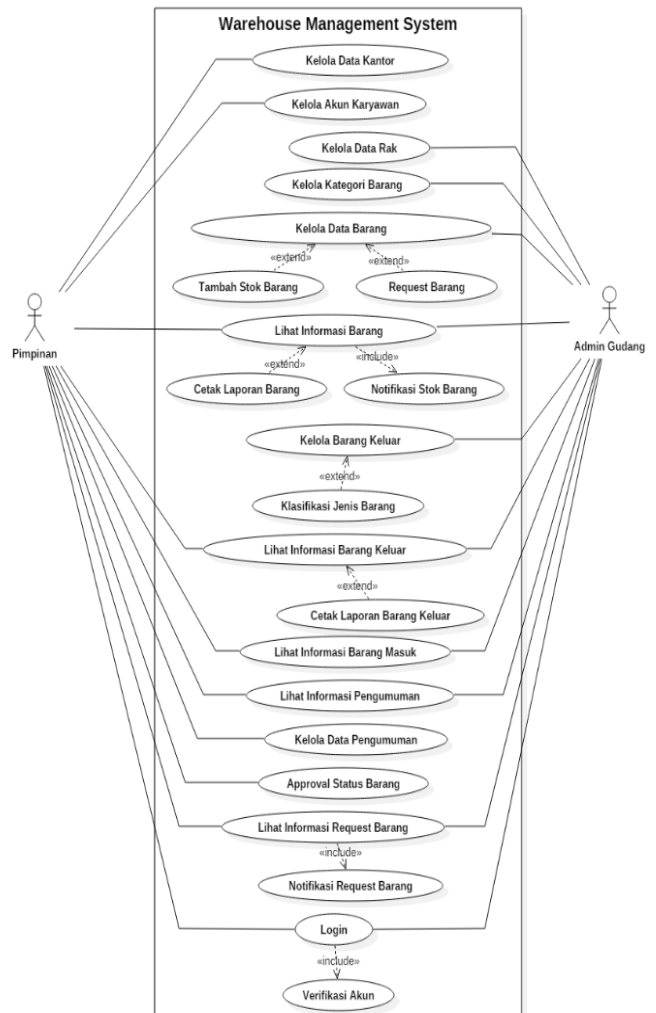 Warehouse Management System
Kelola Data Kantor
Kelola Akun Karyawan
Kelola Data Rak
Kelola Kategori Barang
Kelola Data Barang
«extend»
«extend»
Tambah Stok Barang
Request Barang
Lihat Informasi Barang
Pimpinan
Admin Gudang
«extend»
«include»
Cetak Laporan Barang
Notifikasi Stok Barang
Kelola Barang Keluar
«extend»
Klasifikasi Jenis Barang
Lihat Informasi Barang Keluar
«extend»
Cetak Laporan Barang Keluar
Lihat Informasi Barang Masuk
Lihat Informasi Pengumuman
Kelola Data Pengumuman
Approval Status Barang
Lihat Informasi Request Barang
«include»
Notifikasi Request Barang
Login
«include»
Verifikasi Akun